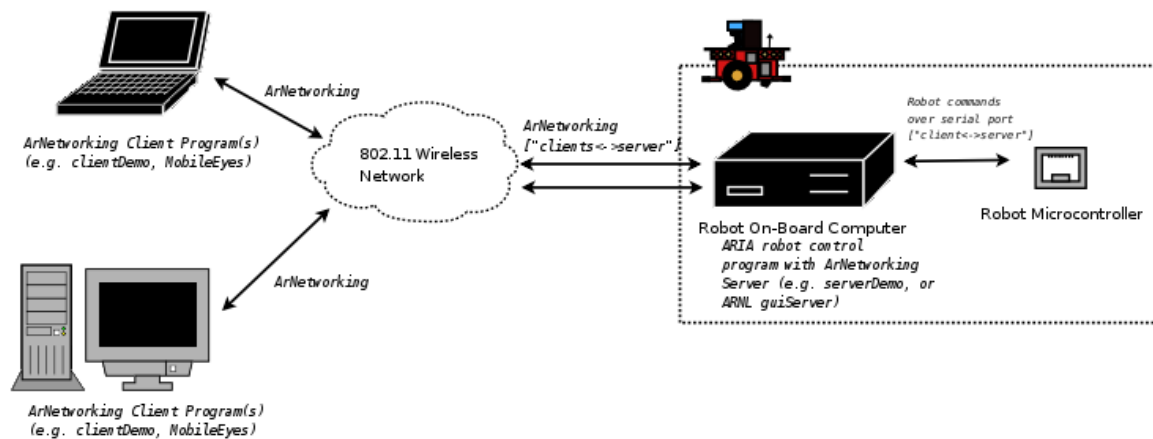 ArNetworking
ArNetworking Client Program(s)
(e.g. clientDemo, MobileEyes)
802.11 Wireless
Network
ArNetworking
["clients<->server"]
Robot commands
over serial port
["client<->server"]
Robot Microcontroller
Robot On-Board Computer
ARIA robot control
program with ArNetworking
Server (e.g. serverDemo, or
ARNL guiServer)
ArNetworking
ArNetworking Client Program(s)
(e.g. clientDemo, MobileEyes)